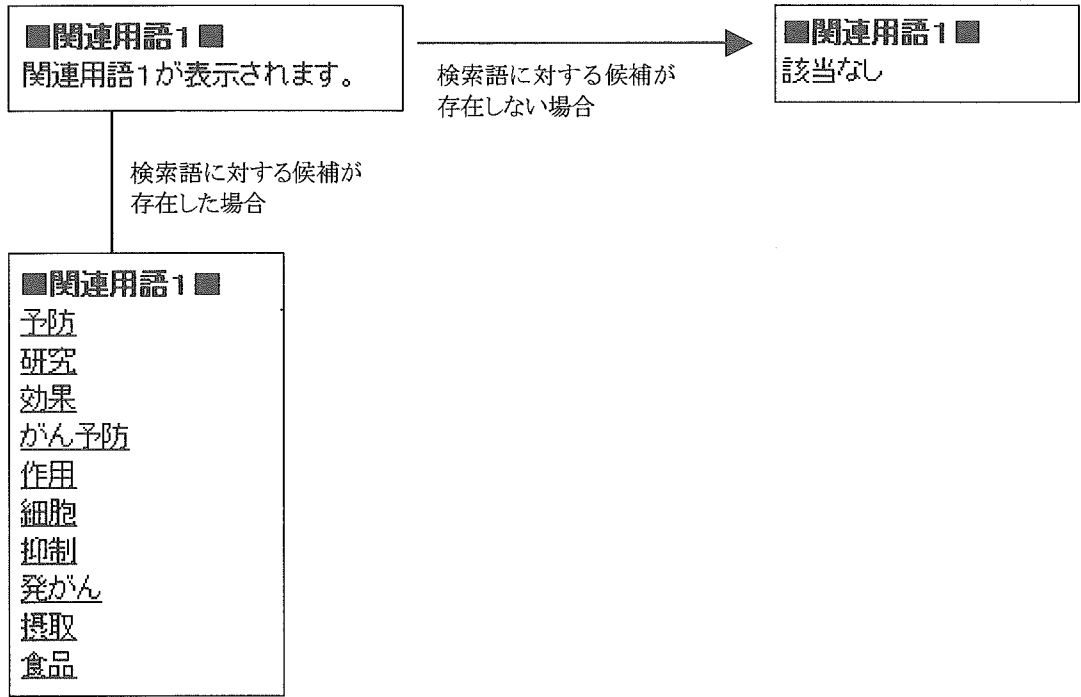 ■関連用語1■
関連用語1が表示されます。
検索語に対する候補が
存在しない場合
■関連用語1■
該当なし
検索語に対する候補が
存在した場合
■関連用語1■
予防
研究
効果
がん予防
作用
細胞
抑制
発がん
摂取
食品